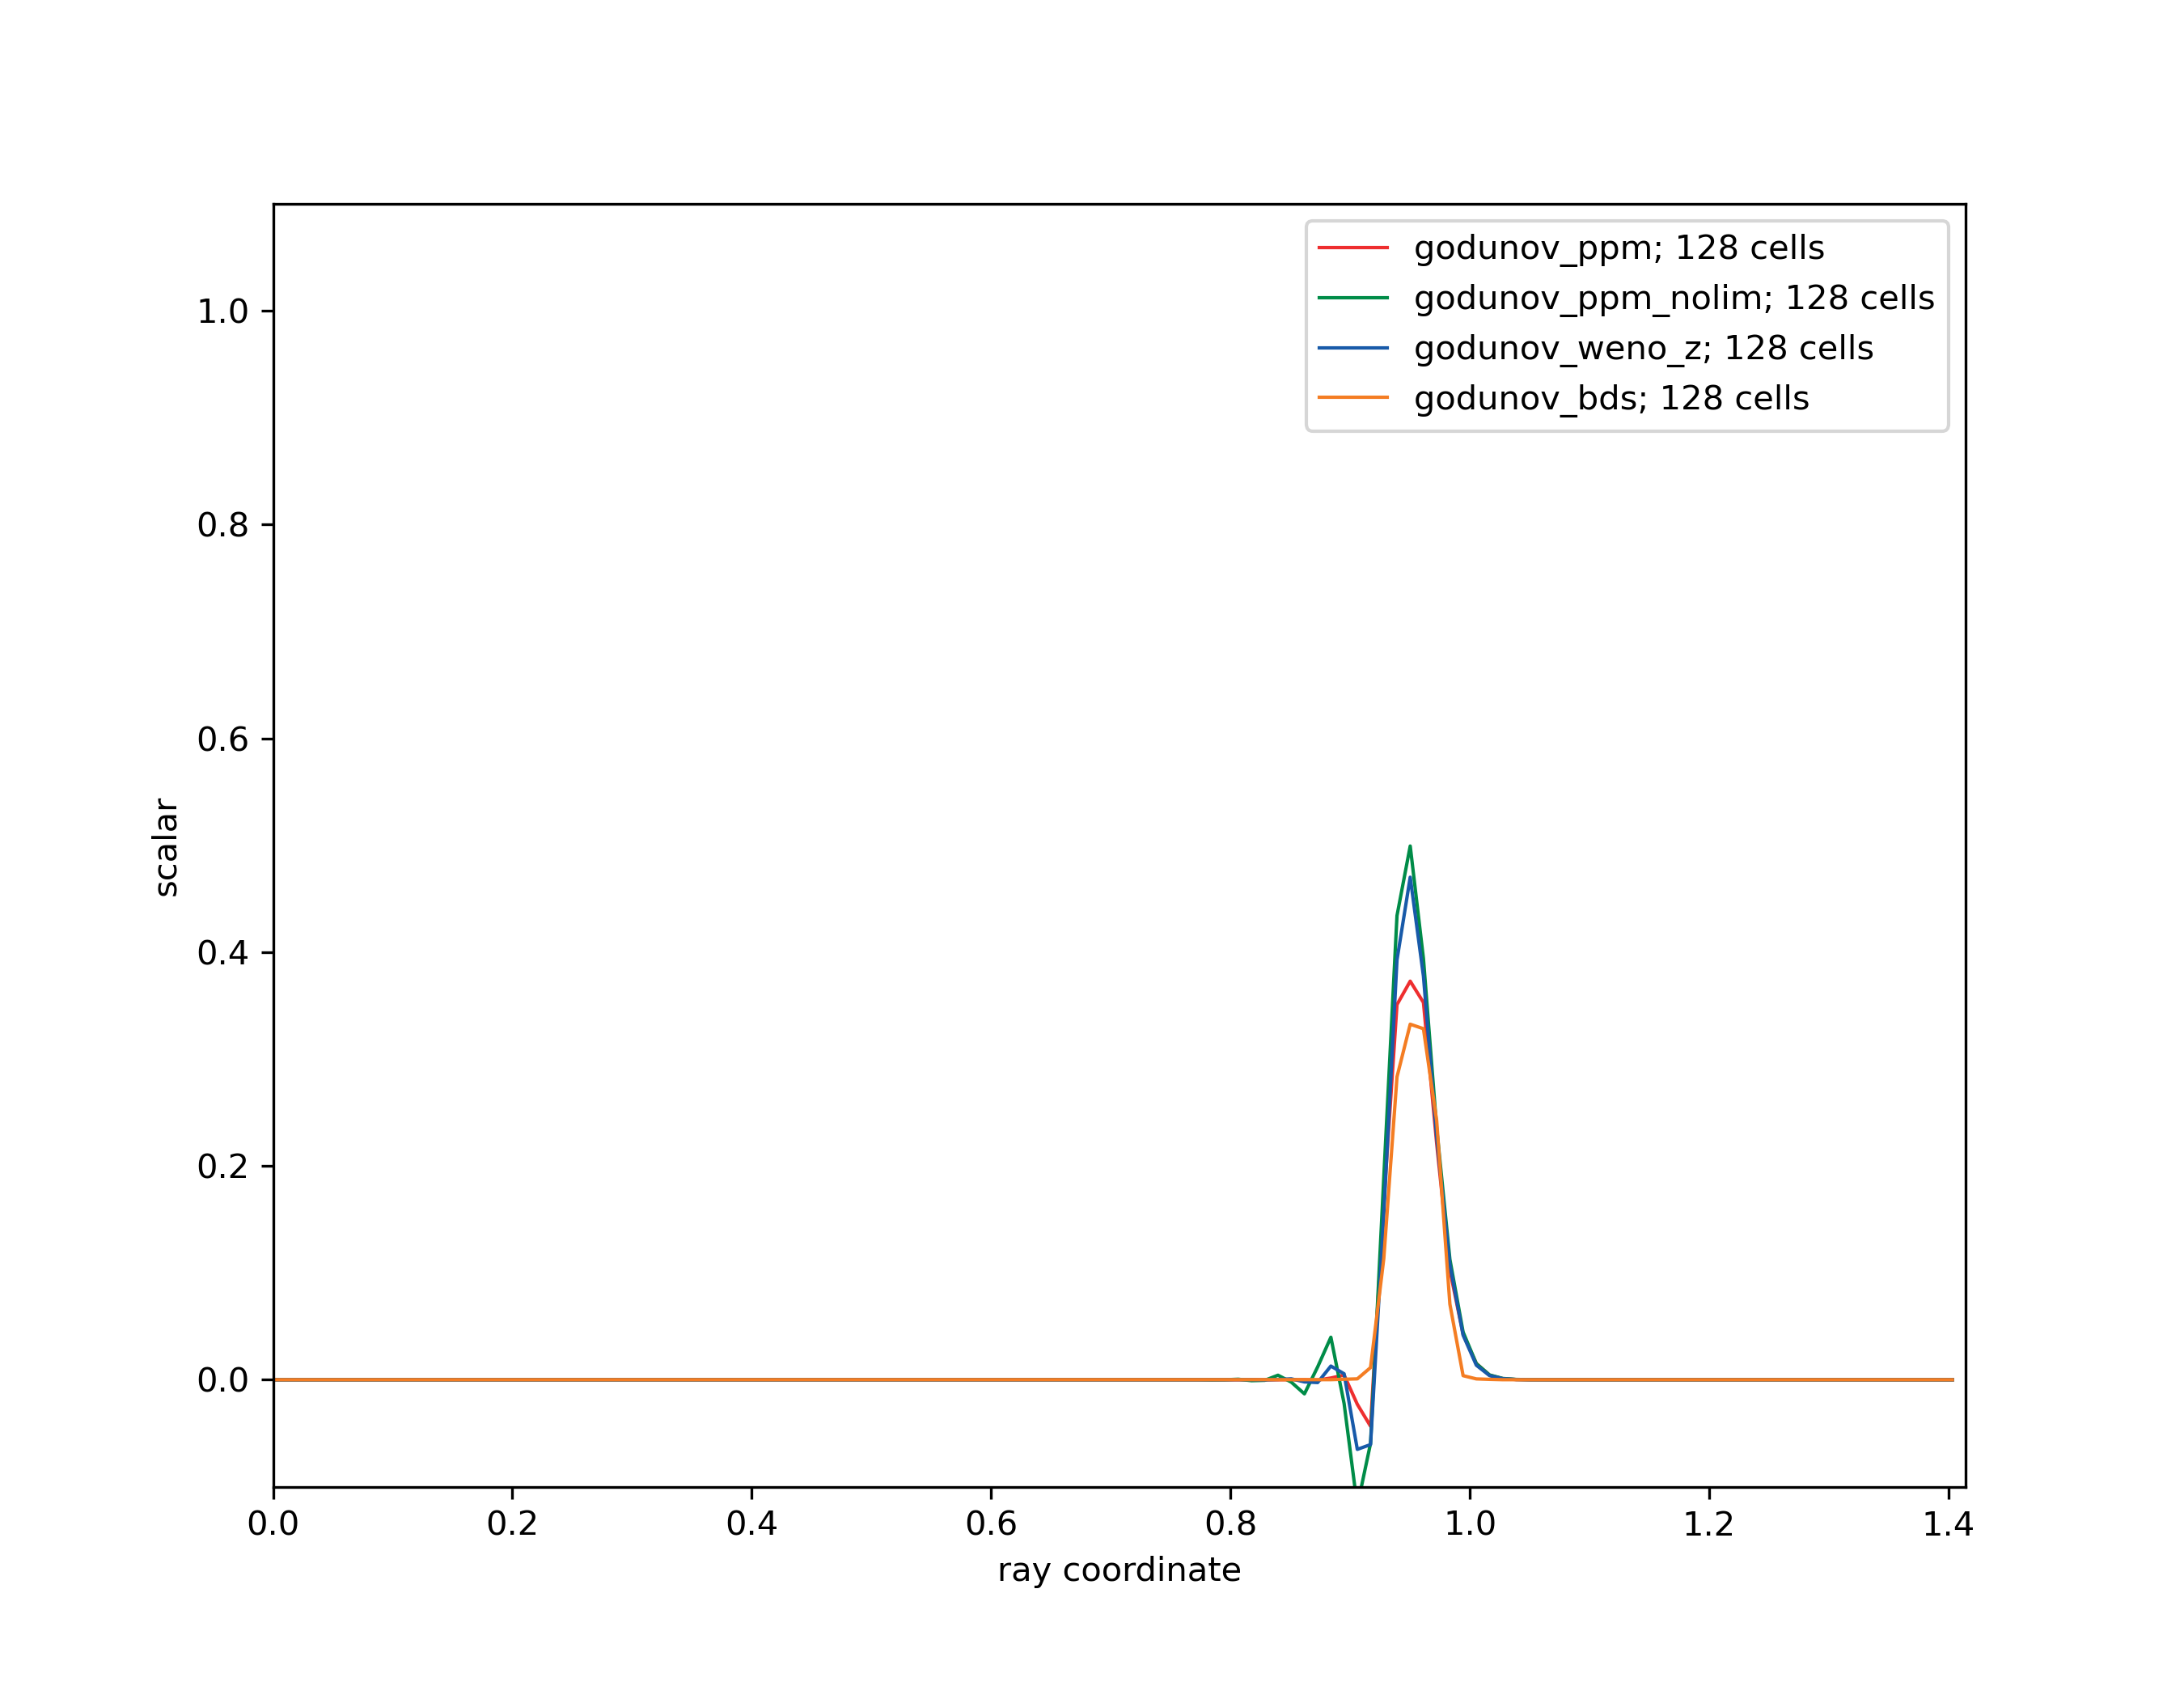 godunov_ppm; 128 cells
godunov_ppm_nolim; 128 cells
godunov_weno_z; 128 cells
godunov_bds; 128 cells
1.0
0.8
0.6
0.4
0.2
0.0
scalar
0.0 0.2 0.4 0.6 0.8 1.0 1.2 1.4
ray coordinate